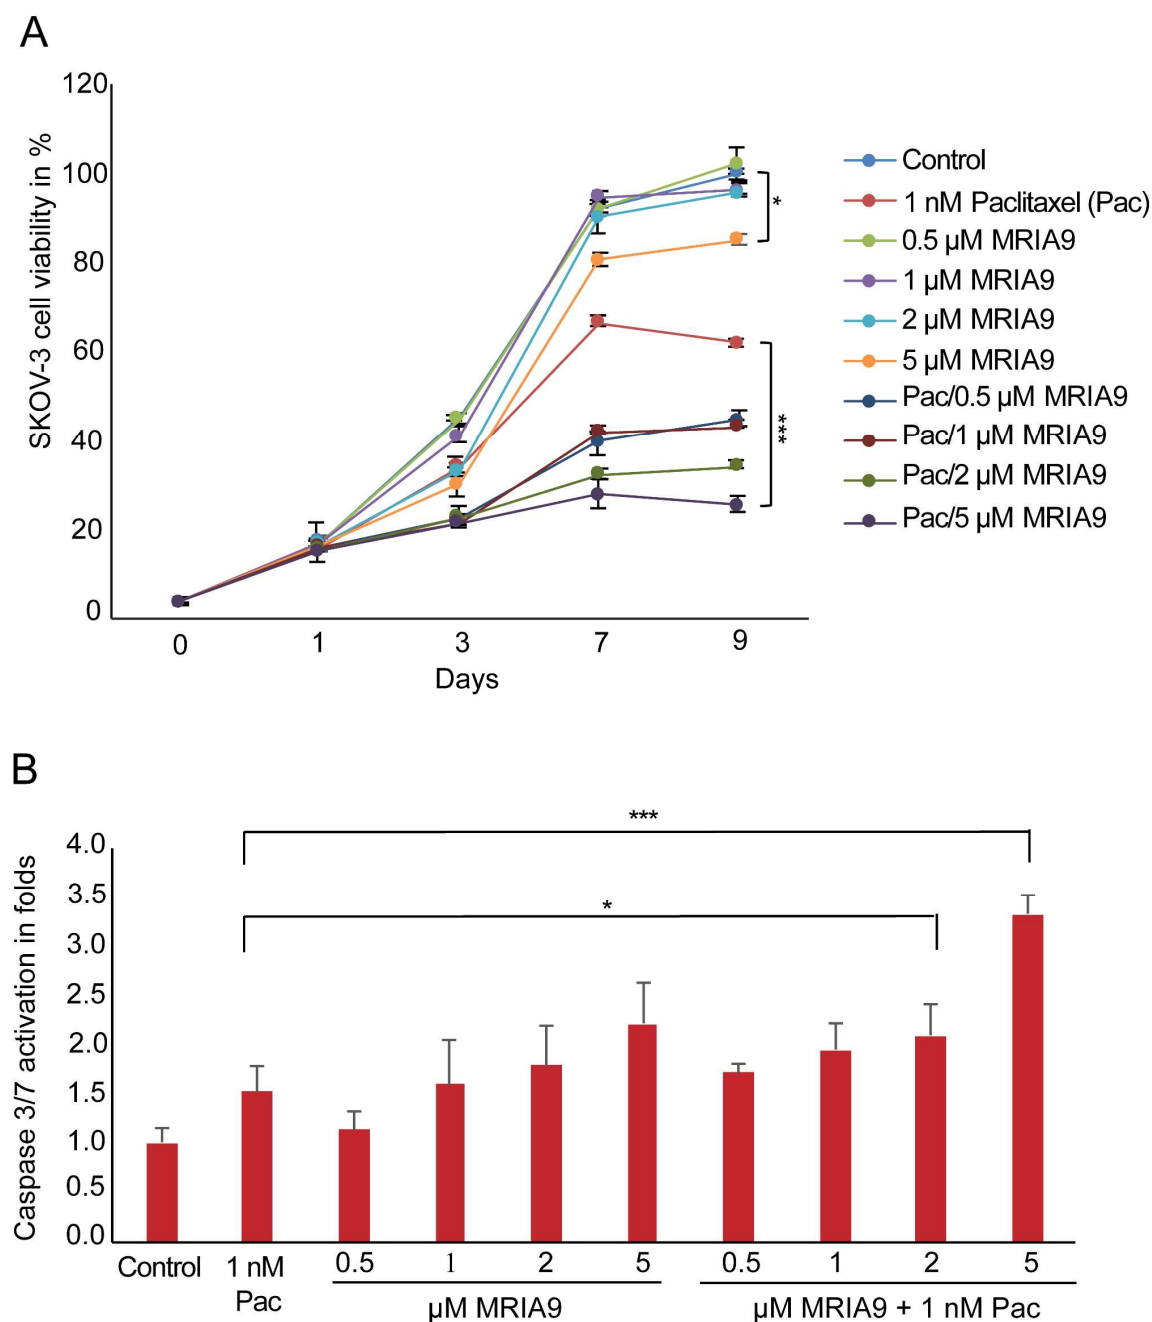 A
120
100
80
60
40
20
0
SKOV-3 cell viability in %
0 1 3 7 9
Days
*
***
Control
1 nM Paclitaxel (Pac)
0.5 µM MRIA9
1 µM MRIA9
2 µM MRIA9
5 µM MRIA9
Pac/0.5 µM MRIA9
Pac/1 µM MRIA9
Pac/2 µM MRIA9
Pac/5 µM MRIA9
B
***
*
4.0
3.5
3.0
2.5
2.0
1.5
1.0
0.5
0.0
Caspase 3/7 activation in folds
Control 1 nM 0.5 1 2 5 0.5 1 2 5
Pac
µM MRIA9 µM MRIA9 + 1 nM Pac